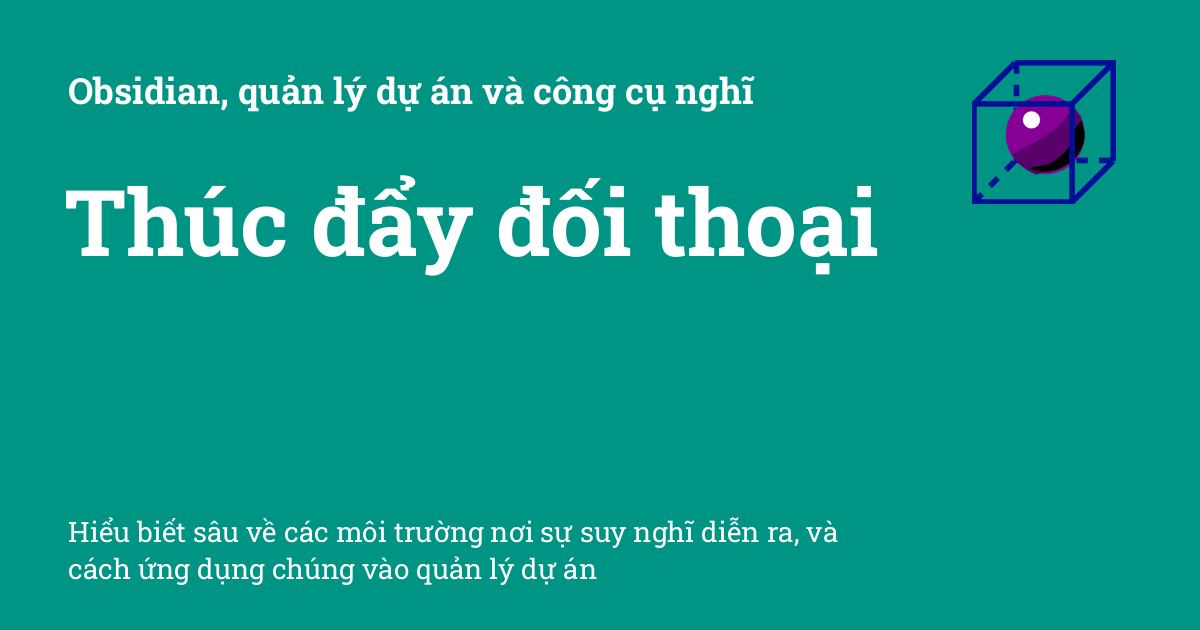 Obsidian, quản lý dự án và công cụ nghĩ
Thúc đẩy đối thoại
Hiểu biết sâu về các môi trường nơi sự suy nghĩ diễn ra, và
cách ứng dụng chúng vào quản lý dự án